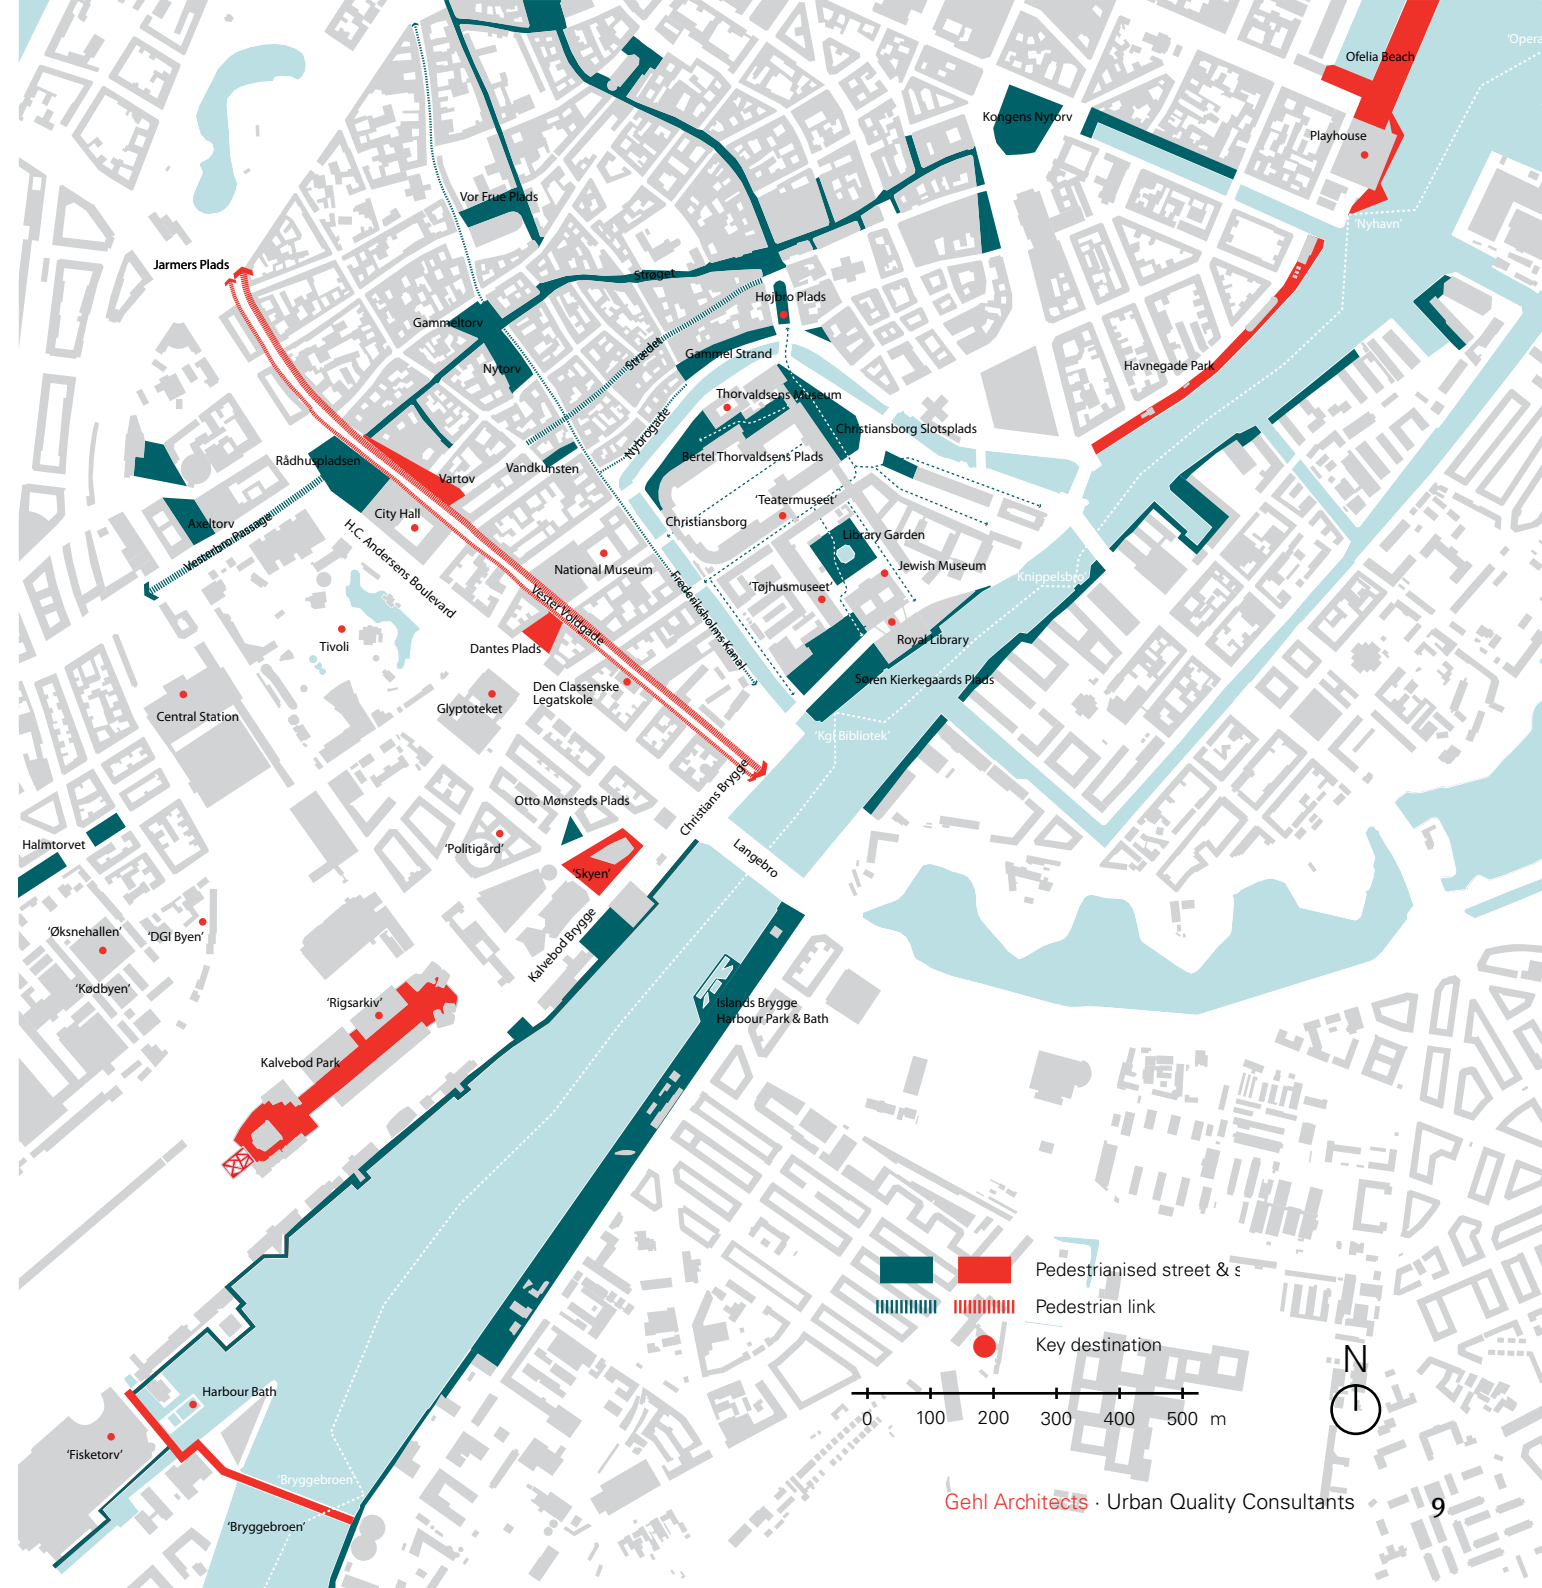 'Opera
Ofelia Beach
Kongens Nytorv
Playhouse
Vor Frue Plads
'Nyhavn'
Jarmers Plads
Strøget
Højbro Plads
Gammeltorv
Strædet
Gammel Strand
Nytorv
Havnegade Park
Thorvaldsens Museum
Nybrogade
Christiansborg Slotsplads
Rådhuspladsen
Bertel Thorvaldsens Plads
Vandkunsten
Vartov
'Teatermuseet'
City Hall
Christiansborg
Axeltorv
Vesterbro Passage
H.C. Andersens Boulevard
Library Garden
National Museum
Jewish Museum
Knippelsbro
'Tøjhusmuseet'
Frederiksholms Kanal
Vester Voldgade
Royal Library
Tivoli
Dantes Plads
Søren Kierkegaards Plads
Den Classenske
Legatskole
Glyptoteket
Central Station
'Kgl Bibliotek'
Christians Brygge
Otto Mønsteds Plads
Halmtorvet
'Politigård'
Langebro
'Skyen'
'Øksnehallen'
'DGI Byen'
Kalvebod Brygge
'Kødbyen'
'Rigsarkiv'
Islands Brygge
Harbour Park & Bath
Kalvebod Park
Pedestrianised street & s
Pedestrian link
Key destination
N
0 100 200 300 400 500 m
Harbour Bath
'Fisketorv'
'Bryggebroen'
'Bryggebroen'
Gehl Architects · Urban Quality Consultants
9